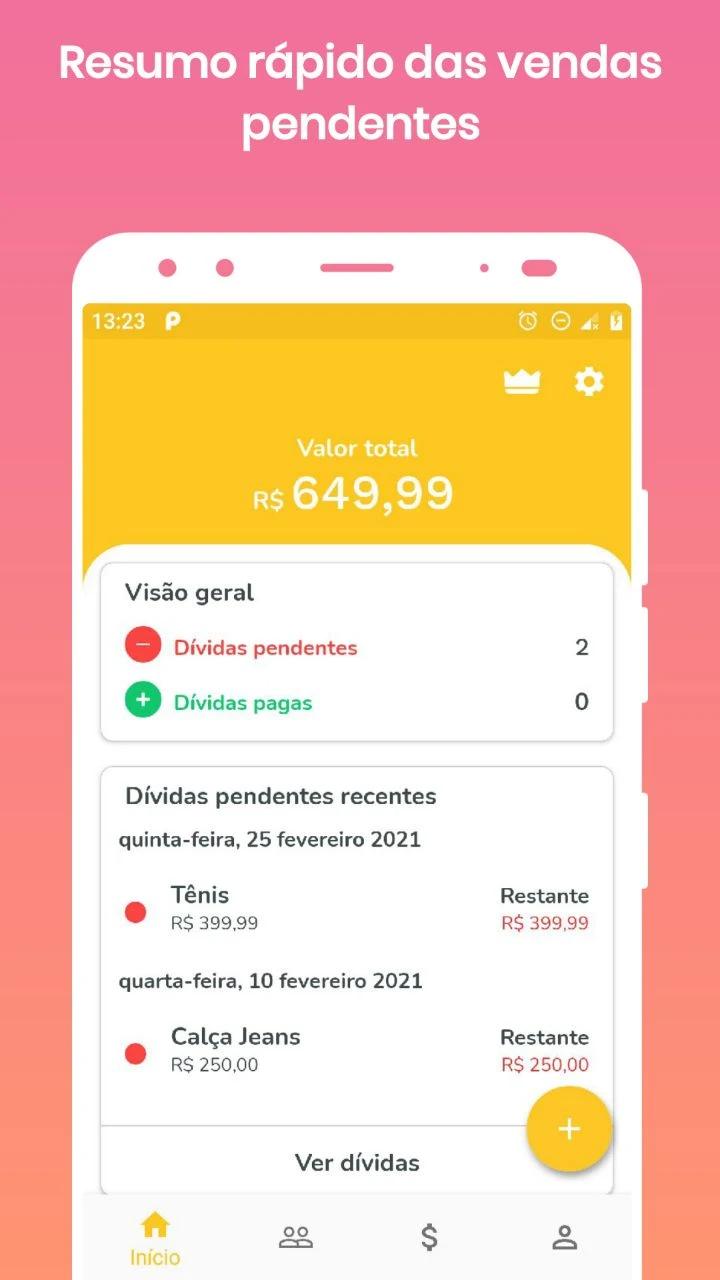 Resumo rápido das vendas
pendentes
13:23
Valor total
R$ 649,99
Visão geral
Dívidas pendentes 2
Dívidas pagas 0
Dívidas pendentes recentes
quinta-feira, 25 fevereiro 2021
Tênis Restante
R$ 399,99 R$ 399,99
quarta-feira, 10 fevereiro 2021
Calça Jeans Restante
R$ 250,00 R$ 250,00
Ver dívidas
Início